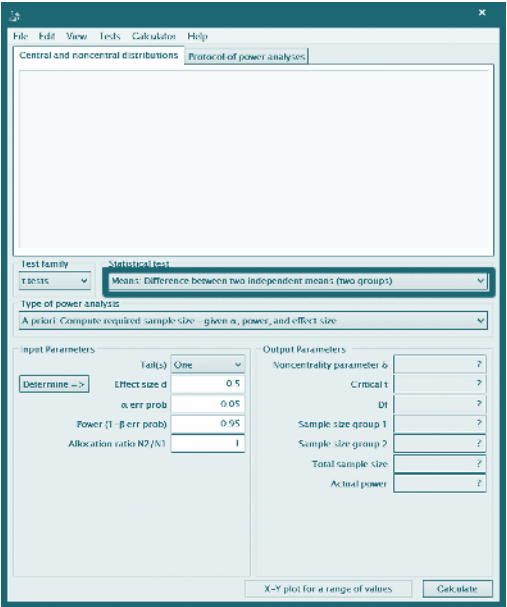 ×
File Edit View Tests Calculator Help
Central and noncentral distributions Protocol of power analyses
Test family Statistical test
t tests Means: Difference between two independent means (two groups)
Type of power analysis
A priori: Compute required sample size – given α, power, and effect size
Input Parameters Output Parameters
Tail(s) One Noncentrality parameter δ ?
Determine => Effect size d 0.5 Critical t ?
α err prob 0.05 Df ?
Power (1-β err prob) 0.95 Sample size group 1 ?
Allocation ratio N2/N1 1 Sample size group 2 ?
Total sample size ?
Actual power ?
X-Y plot for a range of values Calculate